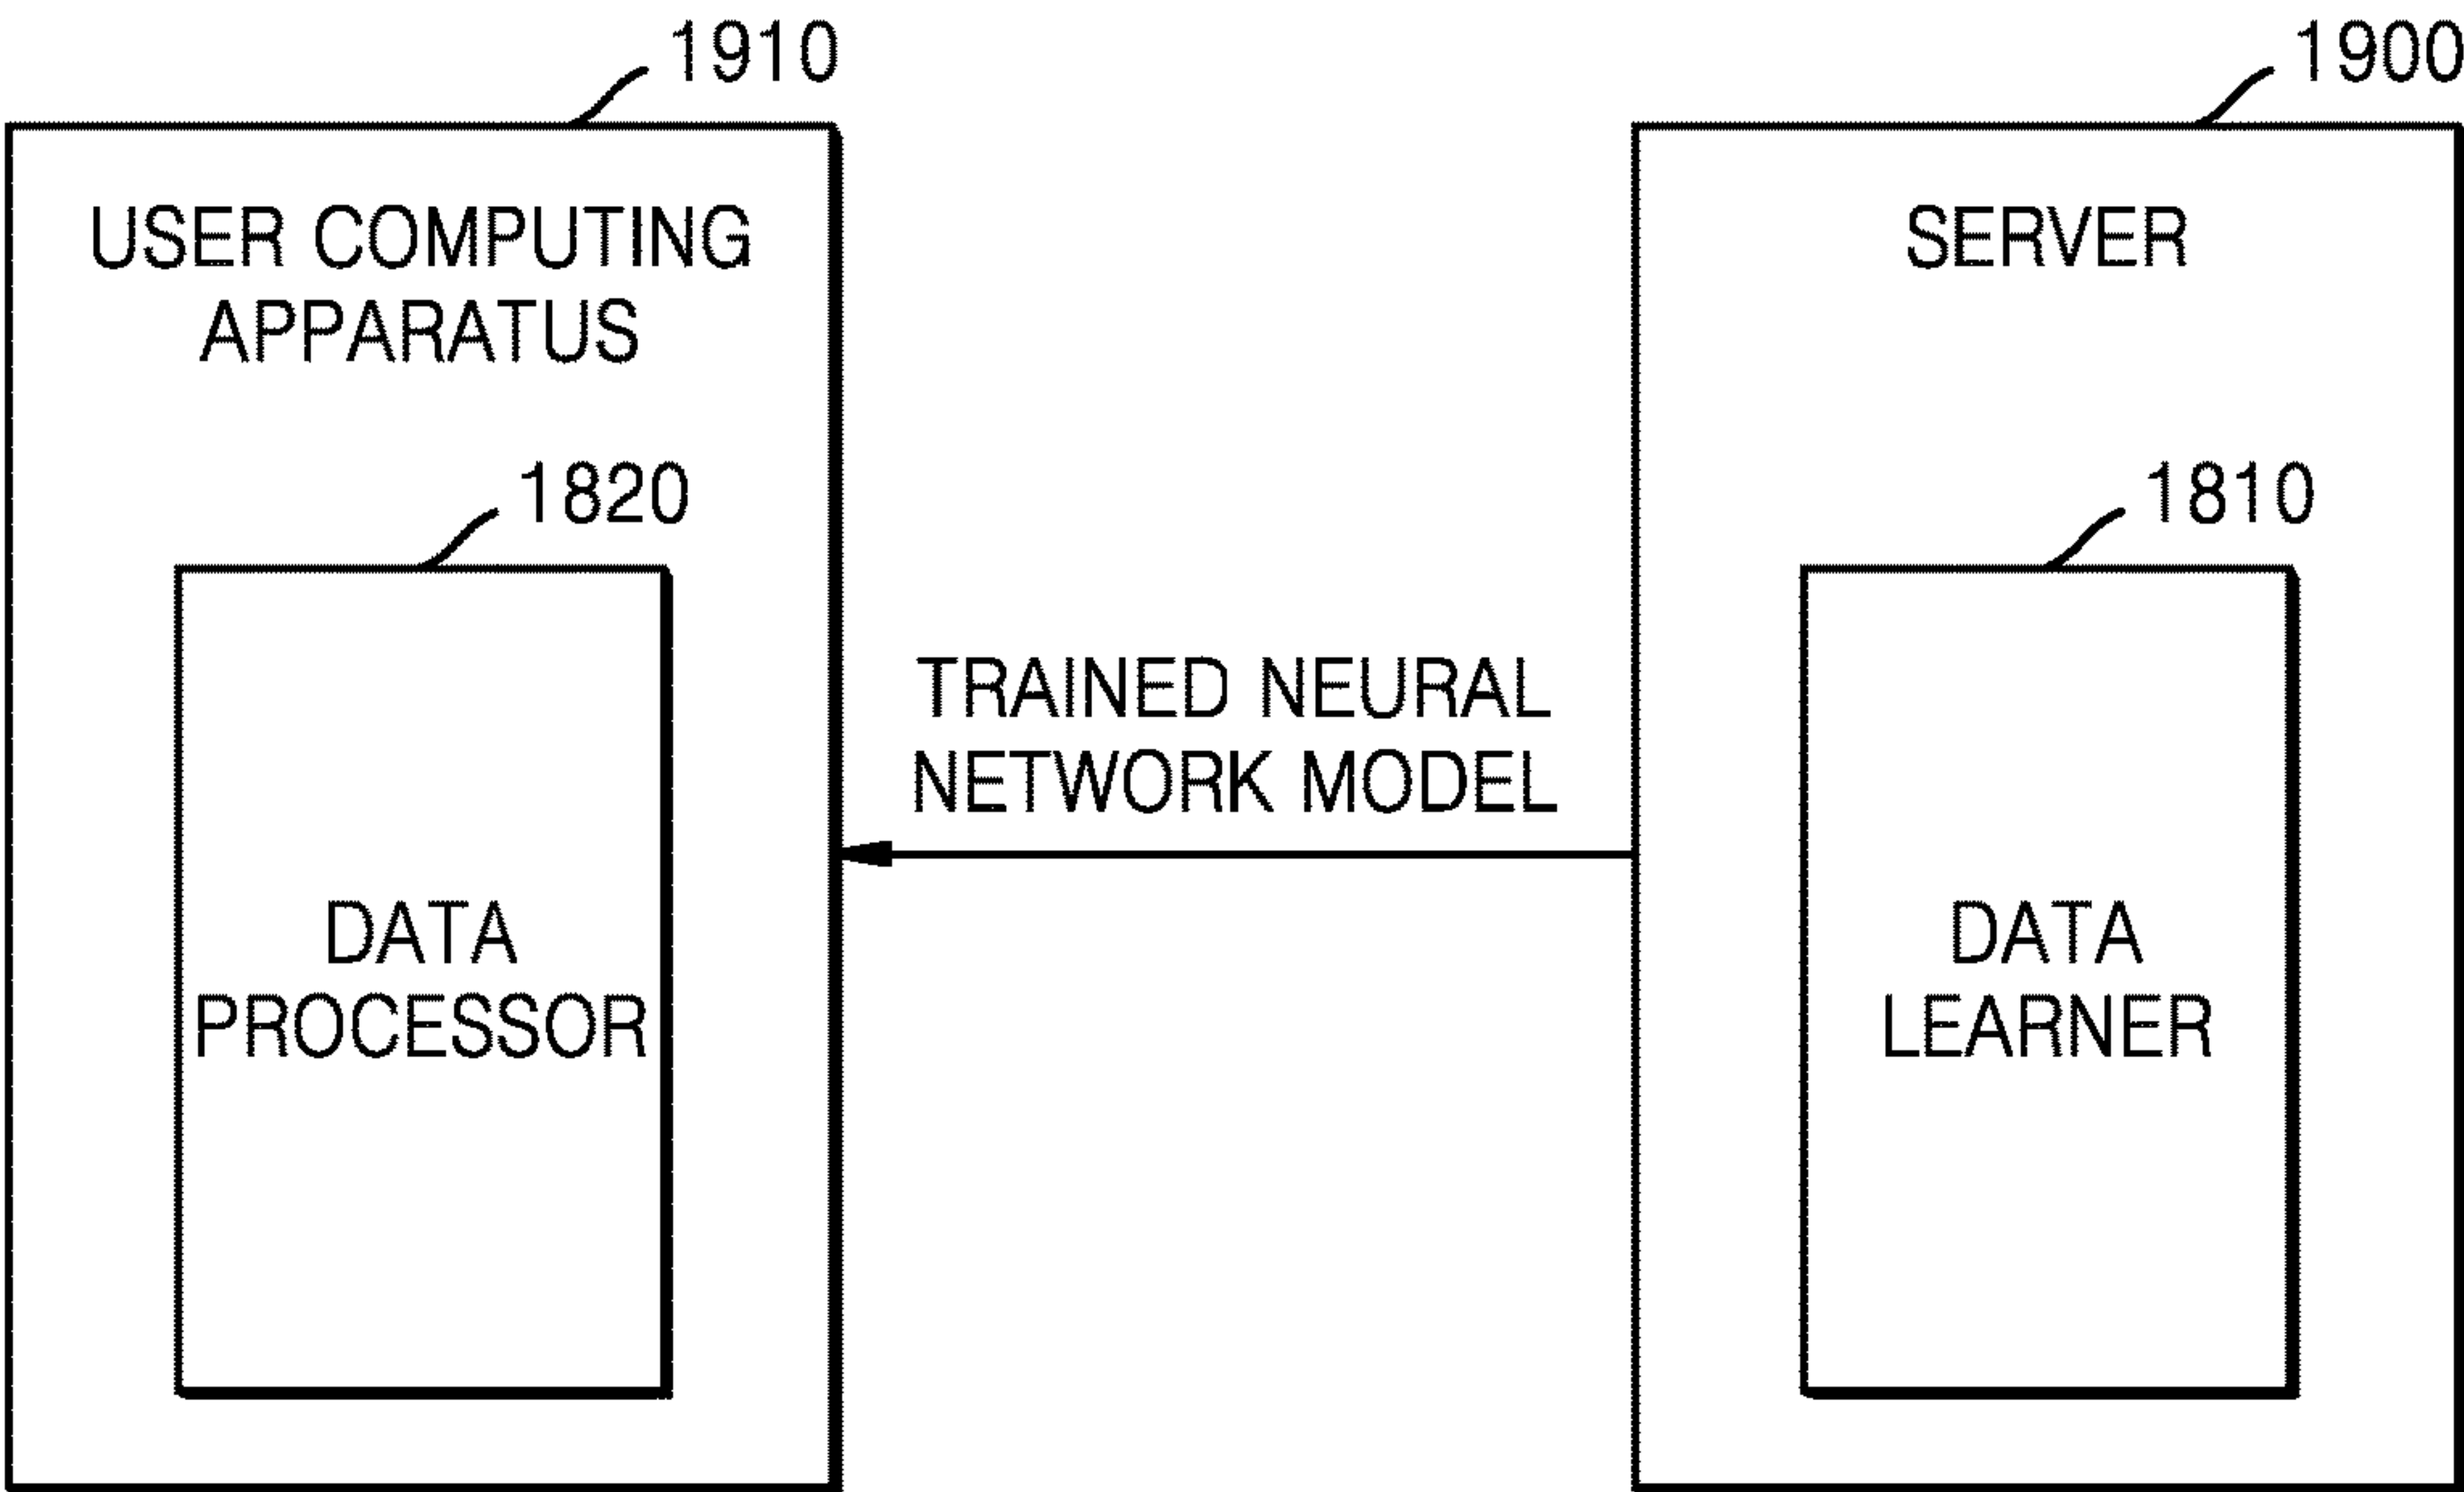 1910
USER COMPUTING
APPARATUS
1820
DATA
PROCESSOR
TRAINED NEURAL
NETWORK MODEL
1900
SERVER
1810
DATA
LEARNER